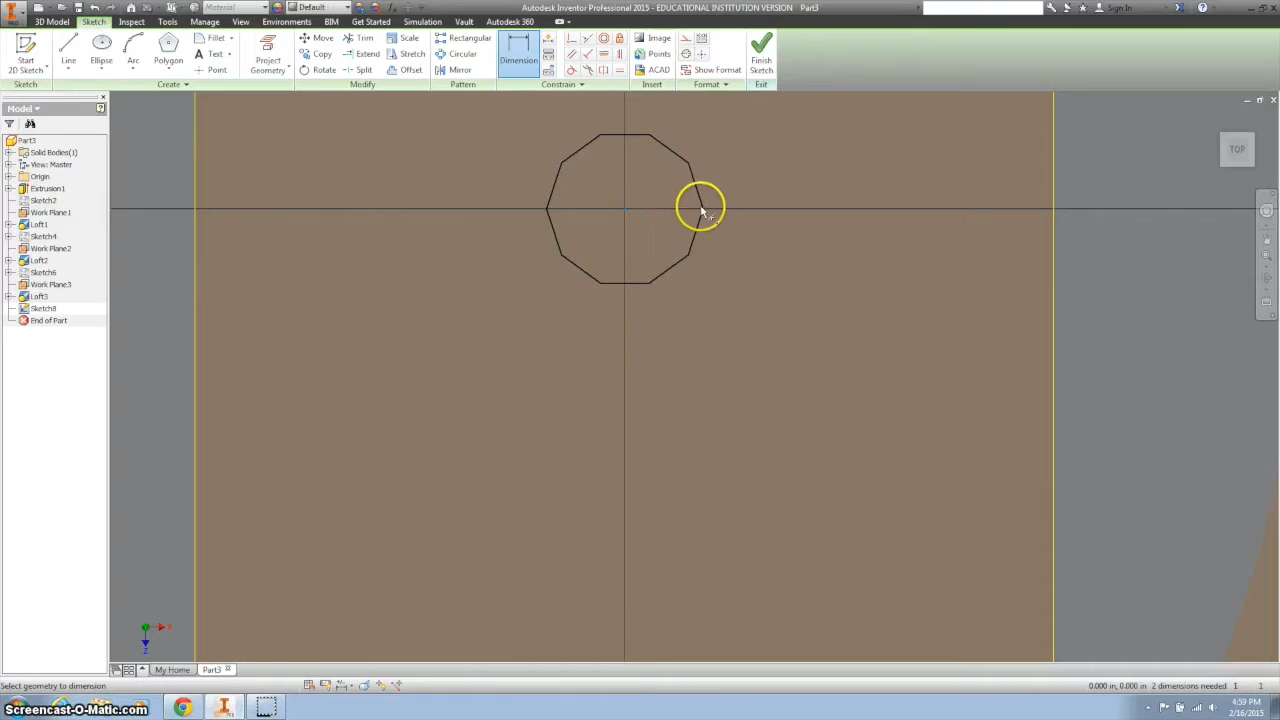 PRO
Material
Default
Autodesk Inventor Professional 2015 - EDUCATIONAL INSTITUTION VERSION Part3
Sign In
3D Model Sketch Inspect Tools Manage View Environments BIM Get Started Simulation Vault Autodesk 360
Start 2D Sketch
Line Ellipse Arc Polygon
Fillet
Text
Point
Project Geometry
Move Trim Scale
Copy Extend Stretch
Rotate Split Offset
Rectangular
Circular
Mirror
Dimension
Image
Points
ACAD
Show Format
Finish Sketch
Sketch Create Modify Pattern Constrain Insert Format Exit
Model
Part3
Solid Bodies(1)
View: Master
Origin
Extrusion1
Sketch2
Work Plane1
Loft1
Sketch4
Work Plane2
Loft2
Sketch6
Work Plane3
Loft3
Sketch8
End of Part
TOP
X
Z
My Home Part3
Select geometry to dimension
0.000 in, 0.000 in 2 dimensions needed 1 1
Screencast-O-Matic.com
4:59 PM
2/16/2015